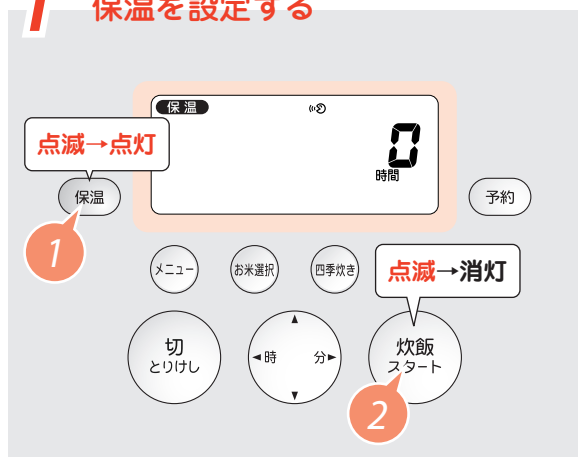 1 保温を設定する
保温
0
時間
点滅→点灯
保温
予約
1
メニュー
お米選択
四季炊き
点滅→消灯
切
とりけし
◀時 分▶
炊飯
スタート
2